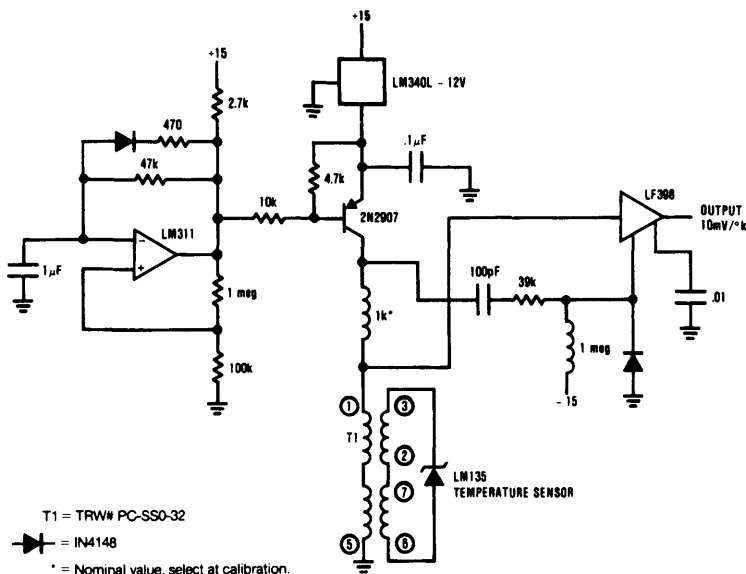 +15
+15
LM340L - 12V
2.7k
470
47k
4.7k
.1µF
10k
2N2907
LF398
OUTPUT
10mV/°k
LM311
−
+
1µF
1 meg
100pF
39k
.01
1k*
1 meg
100k
- 15
1
3
T1
2
7
LM135
TEMPERATURE SENSOR
5
6
T1 = TRW# PC-SS0-32
= IN4148
* = Nominal value, select at calibration.